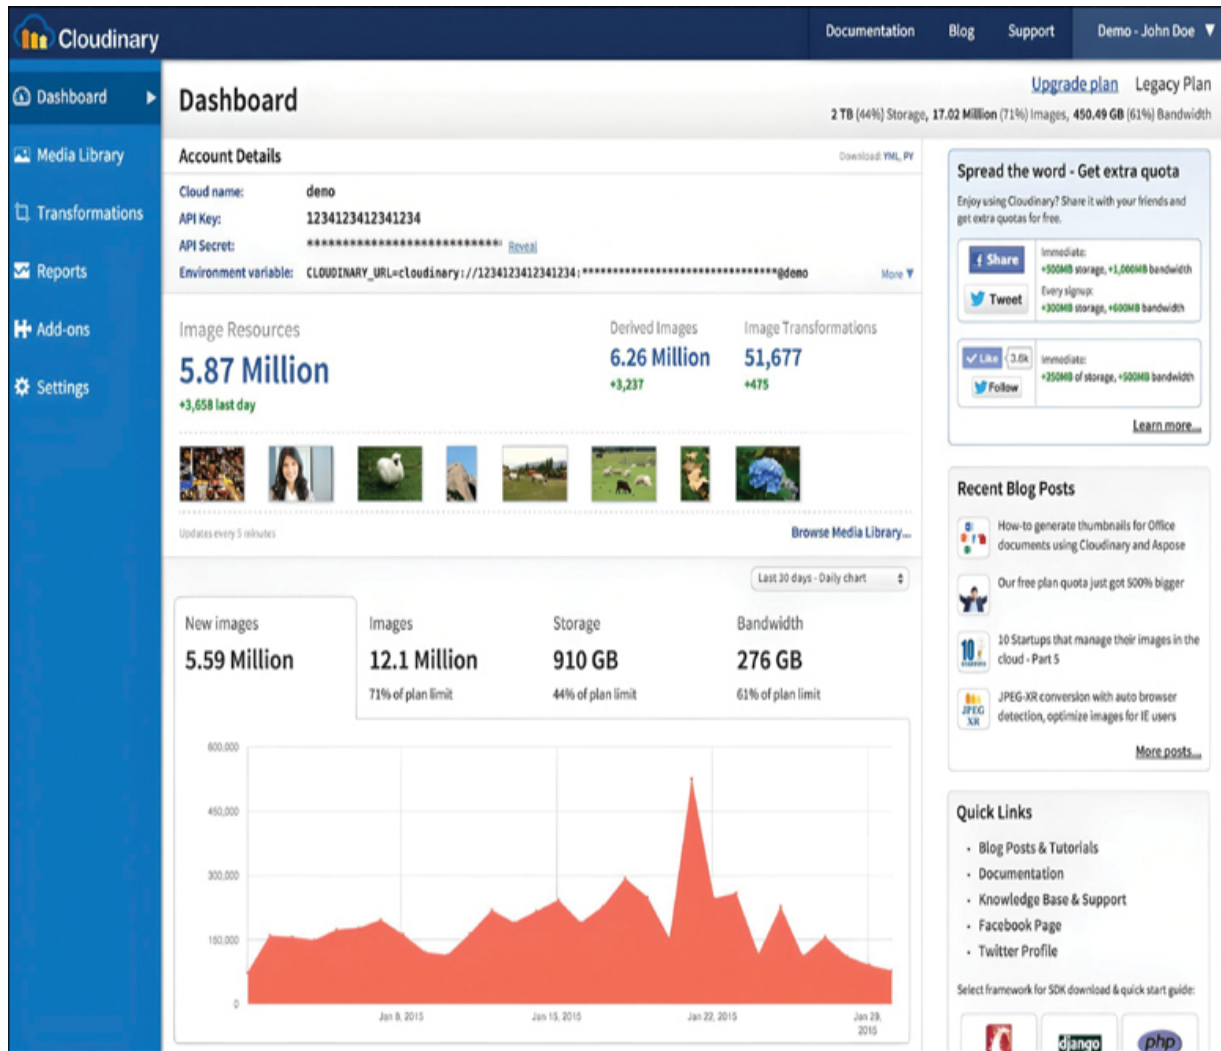 Cloudinary
Documentation Blog Support Demo - John Doe ▼
Dashboard
Media Library
Transformations
Reports
Add-ons
Settings
Dashboard
Upgrade plan Legacy Plan
2 TB (44%) Storage, 17.02 Million (71%) Images, 450.49 GB (61%) Bandwidth
Account Details
Download: YML, PY
Cloud name: demo
API Key: 1234123412341234
API Secret: **************************** Reveal
Environment variable: CLOUDINARY_URL=cloudinary://1234123412341234:*********************************@demo More ▼
Image Resources
5.87 Million
+3,658 last day
Derived Images
6.26 Million
+3,237
Image Transformations
51,677
+475
Updates every 5 minutes
Browse Media Library...
Last 30 days - Daily chart
New images
5.59 Million
Images
12.1 Million
71% of plan limit
Storage
910 GB
44% of plan limit
Bandwidth
276 GB
61% of plan limit
600,000
450,000
300,000
150,000
0
Jan 8, 2015
Jan 15, 2015
Jan 22, 2015
Jan 29,
2015
Spread the word - Get extra quota
Enjoy using Cloudinary? Share it with your friends and
get extra quotas for free.
f Share
Tweet
Immediate:
+500MB storage, +1,000MB bandwidth
Every signup:
+300MB storage, +600MB bandwidth
Like 3.6k
Follow
Immediate:
+250MB of storage, +500MB bandwidth
Learn more...
Recent Blog Posts
How-to generate thumbnails for Office
documents using Cloudinary and Aspose
Our free plan quota just got 500% bigger
10
10 Startups that manage their images in the
cloud - Part 5
JPEG
XR
JPEG-XR conversion with auto browser
detection, optimize images for IE users
More posts...
Quick Links
Blog Posts & Tutorials
Documentation
Knowledge Base & Support
Facebook Page
Twitter Profile
Select framework for SDK download & quick start guide:
django
php